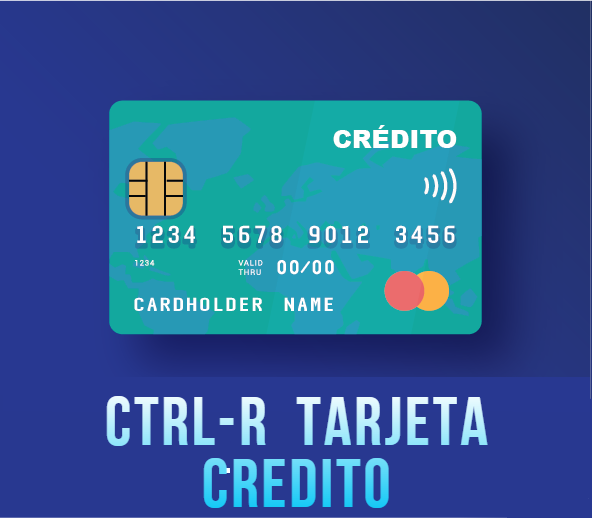 CRÉDITO
1234 5678 9012 3456
1234 VALID THRU 00/00
CARDHOLDER NAME
CTRL-R TARJETA
CREDITO